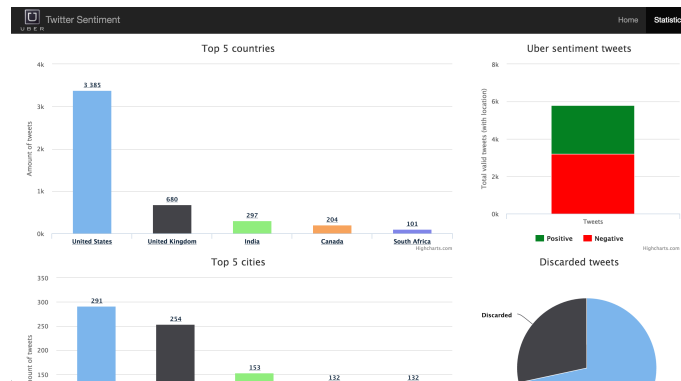 UBER
Twitter Sentiment
Home
Statistic
Top 5 countries
Amount of tweets
4k
3k
2k
1k
0k
3 385
680
297
204
101
United States
United Kingdom
India
Canada
South Africa
Highcharts.com
Uber sentiment tweets
Total valid tweets (with location)
8k
6k
4k
2k
0k
Tweets
Positive
Negative
Highcharts.com
Top 5 cities
ount of tweets
350
300
250
200
150
291
254
153
132
132
Discarded tweets
Discarded